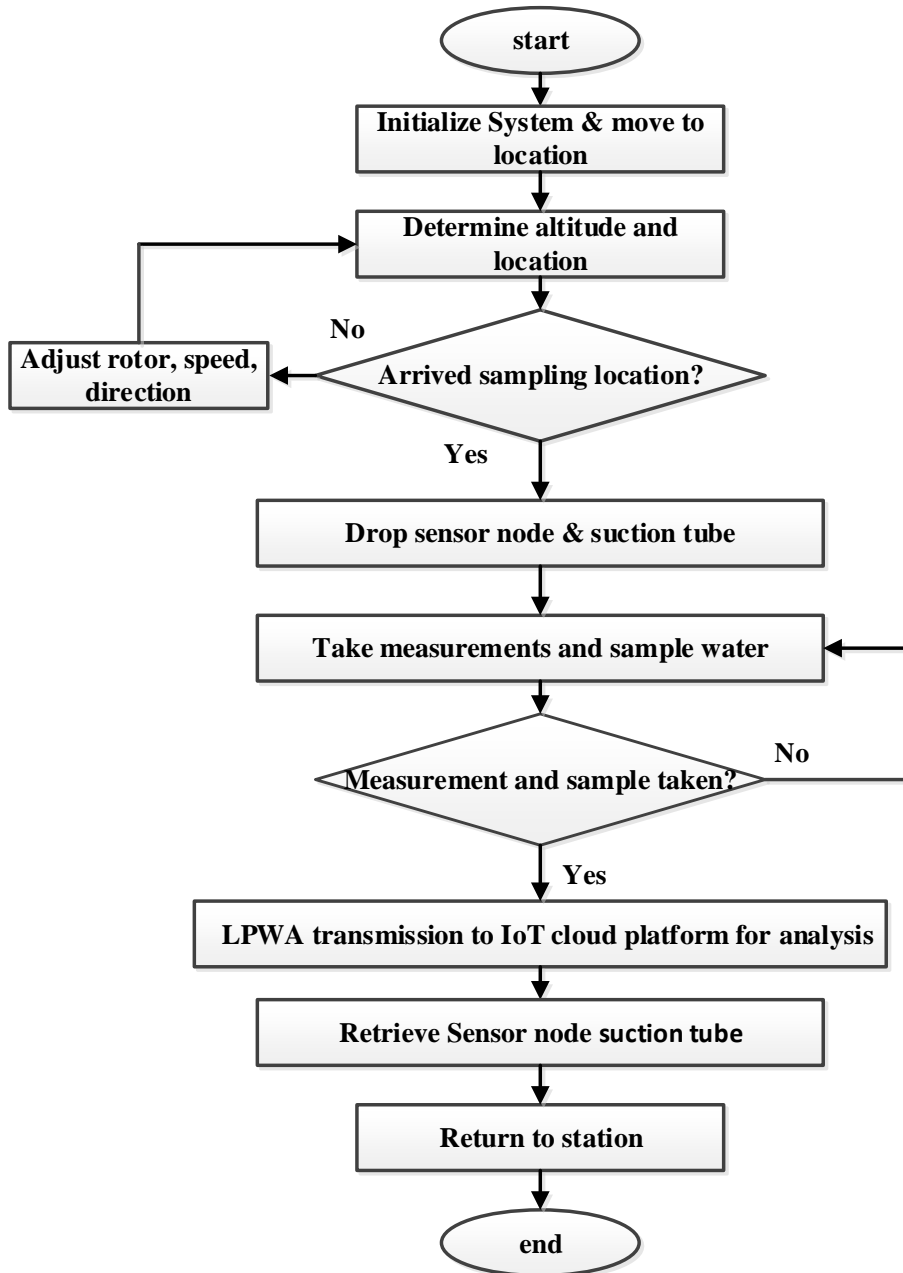 start
Initialize System & move to
location
Determine altitude and
location
No
Adjust rotor, speed,
direction
Arrived sampling location?
Yes
Drop sensor node & suction tube
Take measurements and sample water
No
Measurement and sample taken?
Yes
LPWA transmission to IoT cloud platform for analysis
Retrieve Sensor node suction tube
Return to station
end